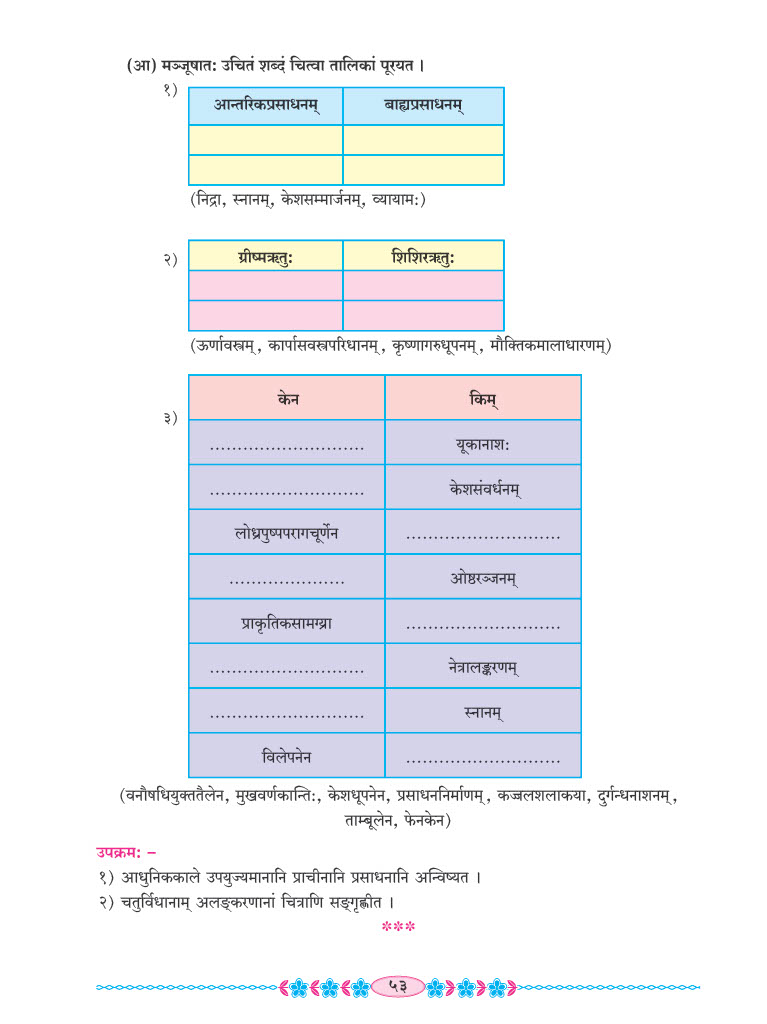 (आ) मञ्जूषात: उचितं शब्दं चित्वा तालिकां पूरयत ।
१)
आन्तरिकप्रसाधनम् बाह्यप्रसाधनम्
(निद्रा, स्नानम्, केशसम्मार्जनम्, व्यायाम:)
२)
ग्रीष्मऋतु: शिशिरऋतु:
(ऊर्णावस्त्रम्, कार्पासवस्त्रपरिधानम्, कृष्णागरुधूपनम्, मौक्तिकमालाधारणम्)
३)
केन किम्
............................ यूकानाश:
............................ केशसंवर्धनम्
लोध्रपुष्पपरागचूर्णेन ............................
..................... ओष्ठरञ्जनम्
प्राकृतिकसामग्र्या ............................
............................ नेत्रालङ्करणम्
............................ स्नानम्
विलेपनेन ............................
(वनौषधियुक्ततैलेन, मुखवर्णकान्ति:, केशधूपनेन, प्रसाधननिर्माणम्, कज्जलशलाकया, दुर्गन्धनाशनम्,
ताम्बूलेन, फेनकेन)
उपक्रम: –
१) आधुनिककाले उपयुज्यमानानि प्राचीनानि प्रसाधनानि अन्विष्यत ।
२) चतुर्विधानाम् अलङ्करणानां चित्राणि सङ्गृह्णीत ।
***
५३